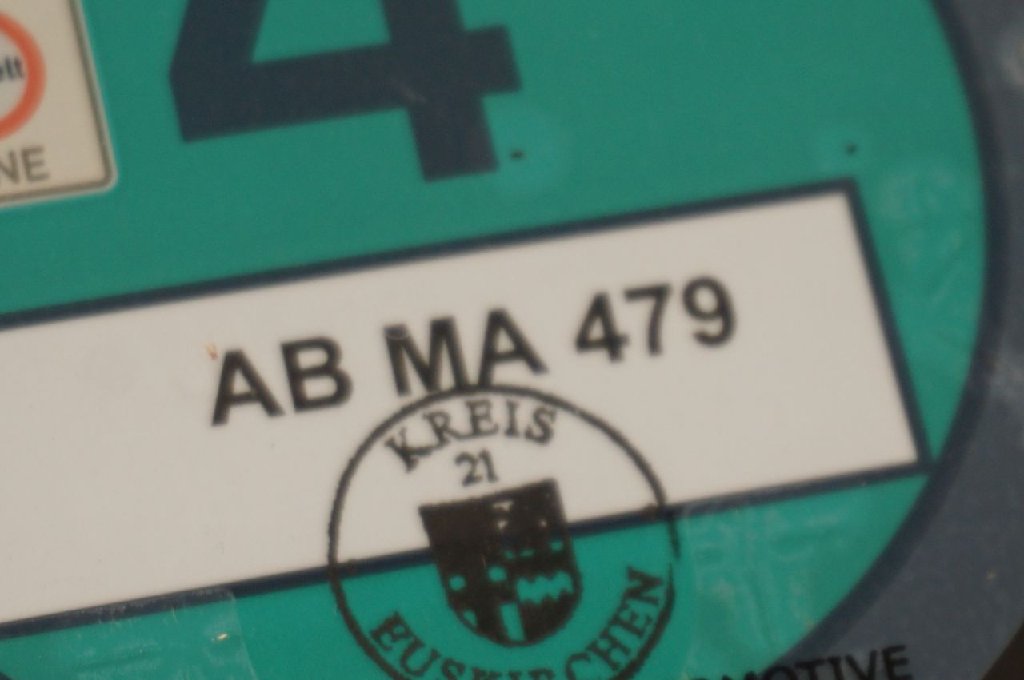 4
NE
AB MA 479
KREIS
21
EUSKIRCHEN
MOTIVE